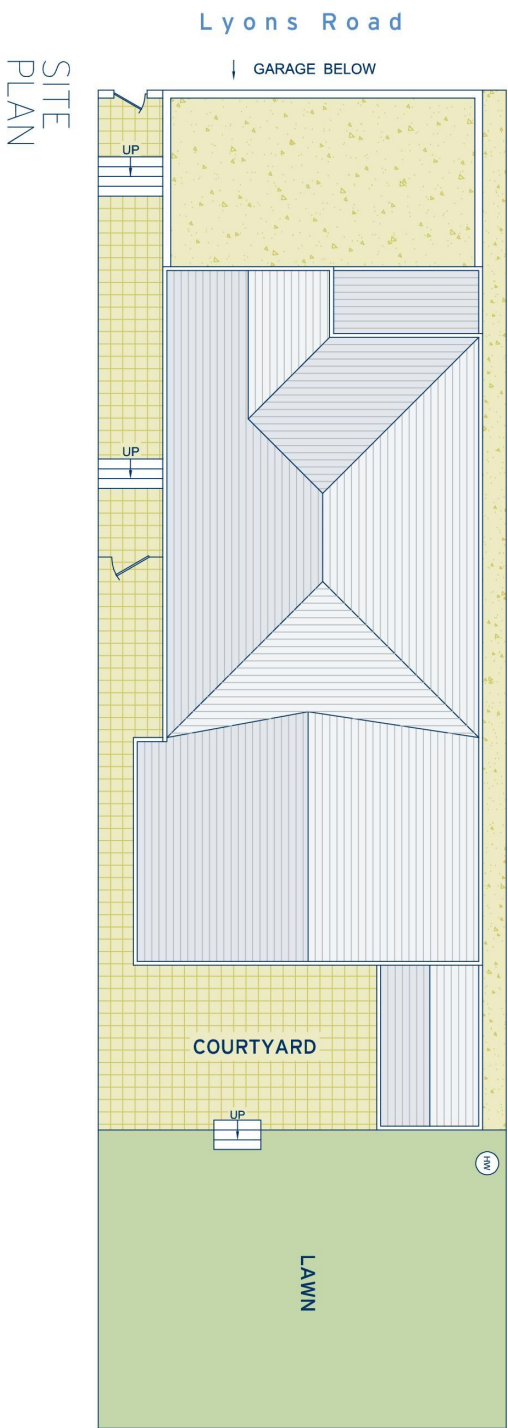 Lyons Road
GARAGE BELOW
SITE
PLAN
UP
UP
COURTYARD
UP
HW
LAWN